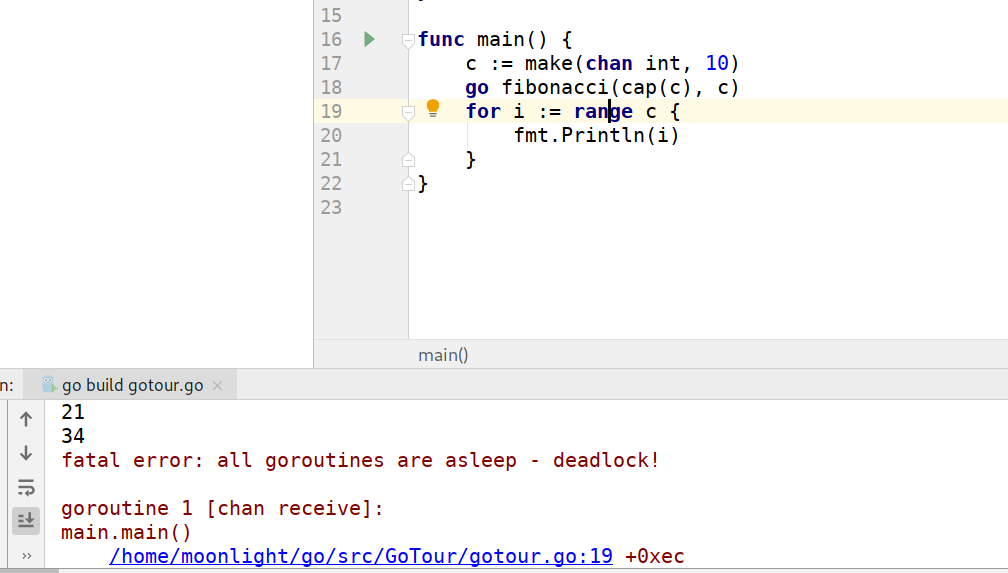 15
16 func main() {
17 c := make(chan int, 10)
18 go fibonacci(cap(c), c)
19 for i := range c {
20 fmt.Println(i)
21 }
22 }
23
main()
n: go build gotour.go ×
21
34
fatal error: all goroutines are asleep - deadlock!
goroutine 1 [chan receive]:
main.main()
/home/moonlight/go/src/GoTour/gotour.go:19 +0xec